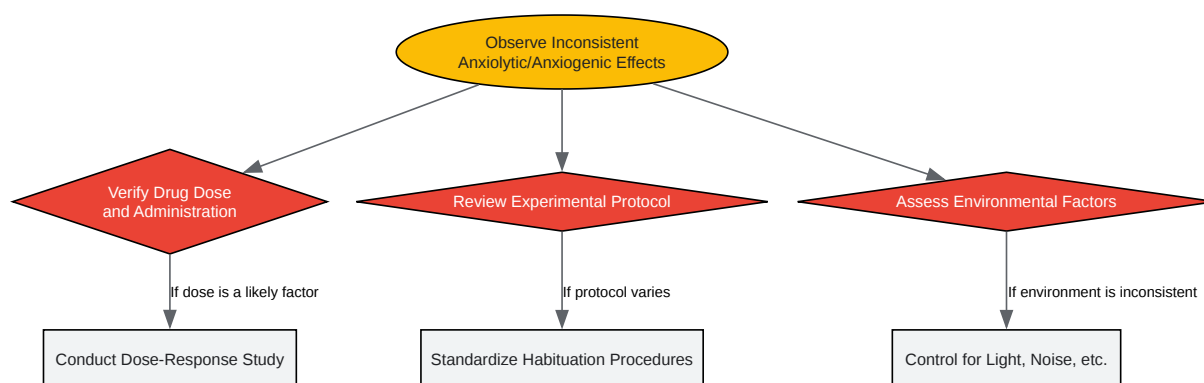 Observe Inconsistent
Anxiolytic/Anxiogenic Effects
Verify Drug Dose
and Administration
Review Experimental Protocol
Assess Environmental Factors
If dose is a likely factor
If protocol varies
If environment is inconsistent
Conduct Dose-Response Study
Standardize Habituation Procedures
Control for Light, Noise, etc.